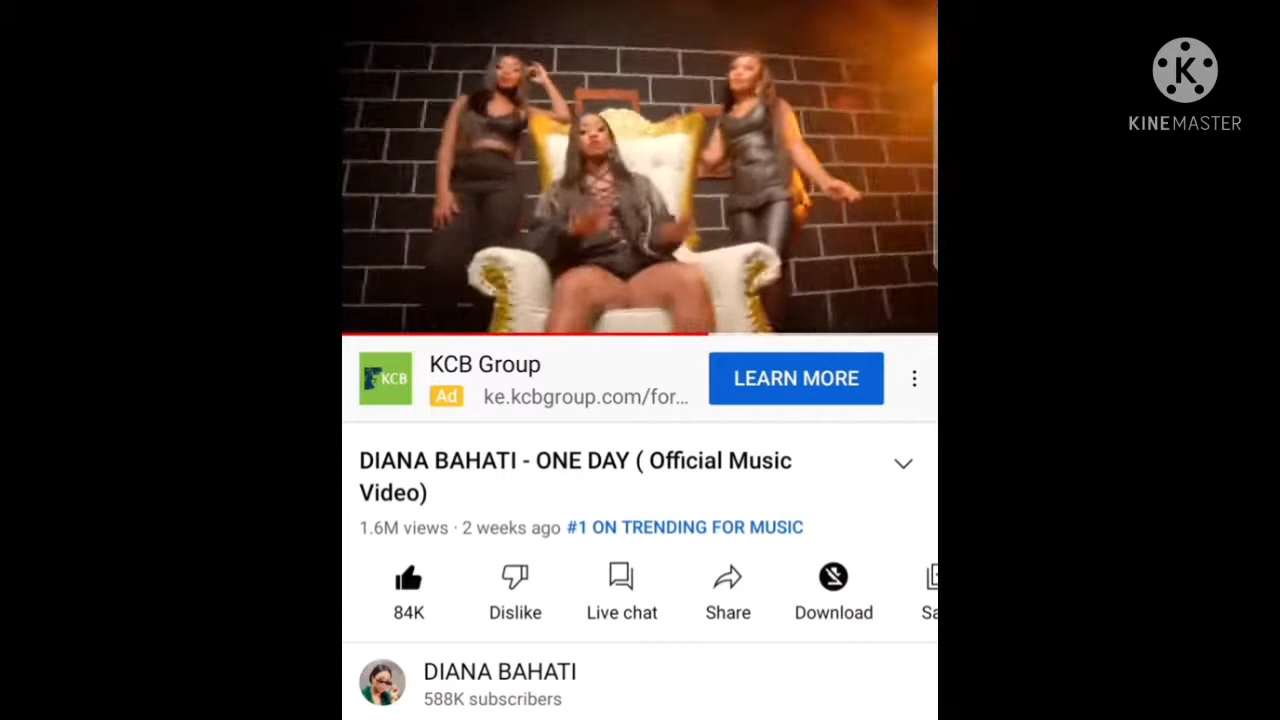 K
KINEMASTER
KCB
KCB Group
LEARN MORE
Ad ke.kcbgroup.com/for...
DIANA BAHATI - ONE DAY ( Official Music
Video)
1.6M views · 2 weeks ago #1 ON TRENDING FOR MUSIC
84K Dislike Live chat Share Download Sa
DIANA BAHATI
588K subscribers